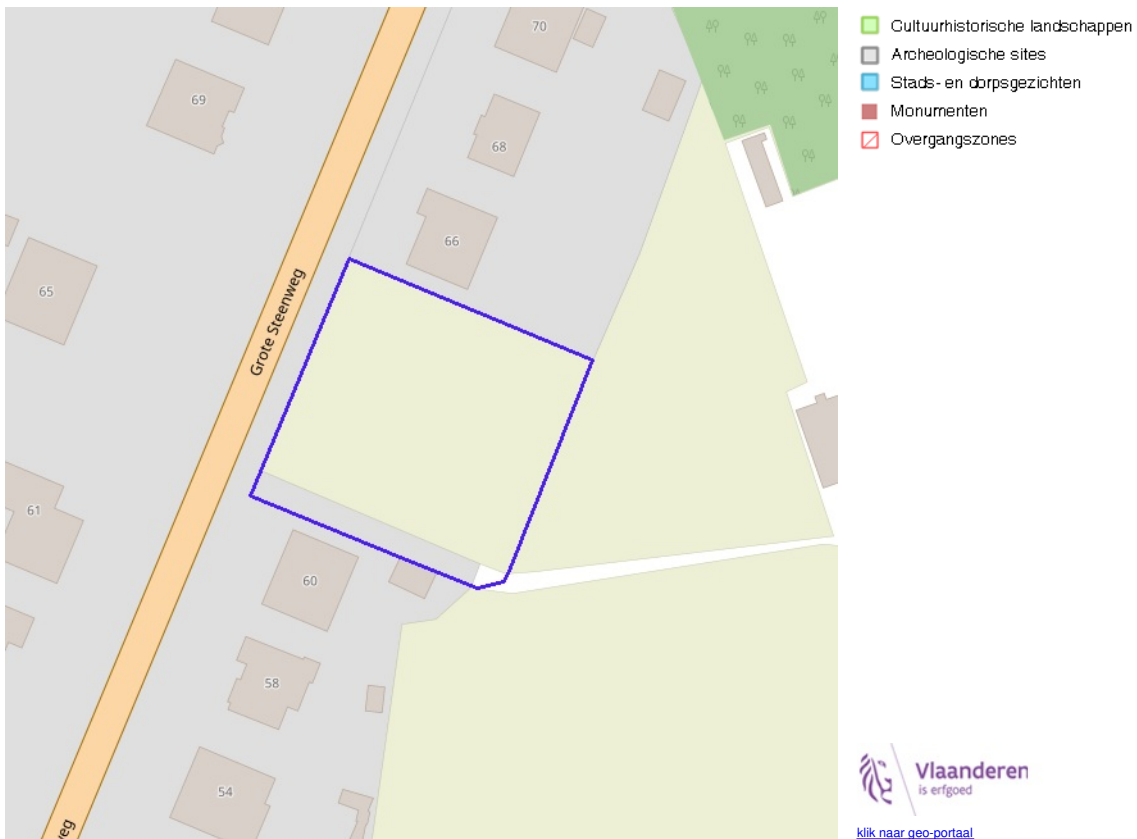 70
69
68
66
65
Grote Steenweg
61
60
58
54
weg
Cultuurhistorische landschappen
Archeologische sites
Stads- en dorpsgezichten
Monumenten
Overgangszones
Vlaanderen
is erfgoed
klik naar geo-portaal